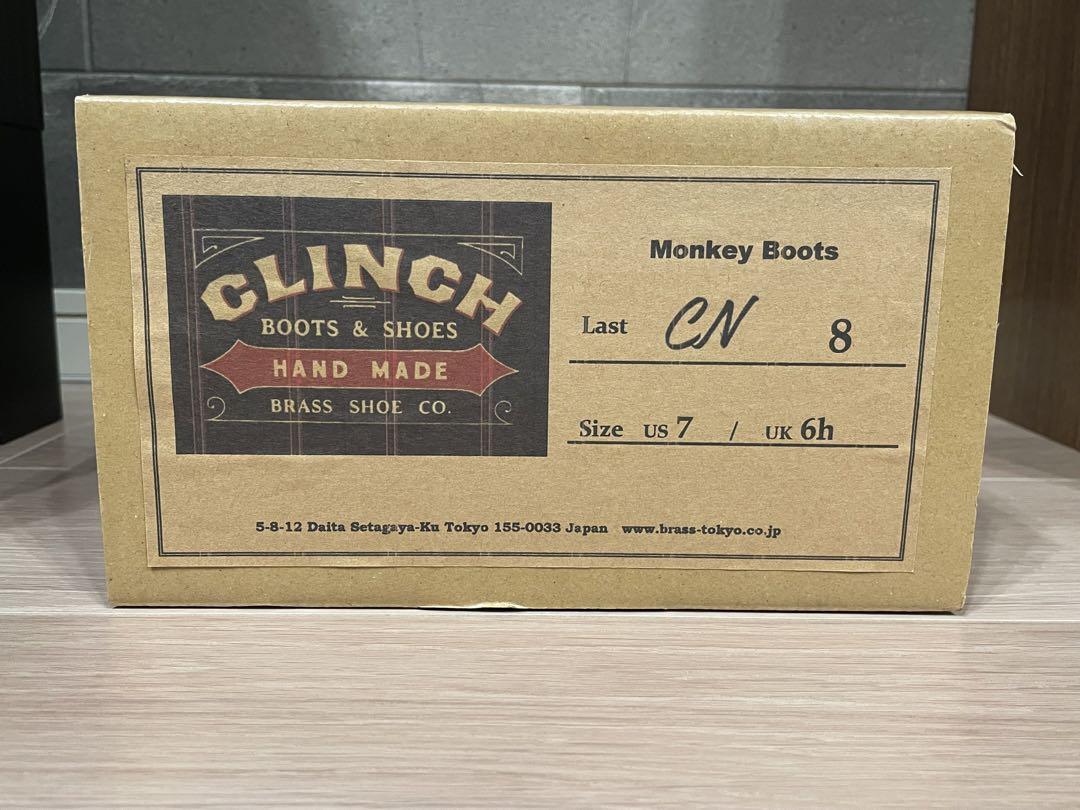 CLINCH
BOOTS & SHOES
HAND MADE
BRASS SHOE CO.
Monkey Boots
Last CN 8
Size US 7 / UK 6h
5-8-12 Daita Setagaya-Ku Tokyo 155-0033 Japan www.brass-tokyo.co.jp